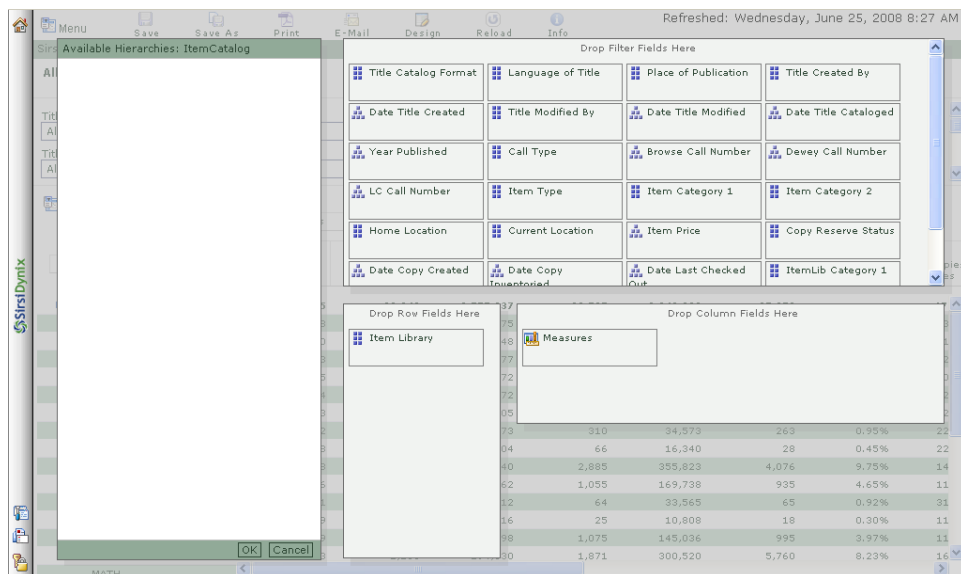 Refreshed: Wednesday, June 25, 2008 8:27 AM
Menu Save Save As Print E-Mail Design Reload Info
Available Hierarchies: ItemCatalog
Drop Filter Fields Here
Title Catalog Format Language of Title Place of Publication Title Created By
Date Title Created Title Modified By Date Title Modified Date Title Cataloged
Year Published Call Type Browse Call Number Dewey Call Number
LC Call Number Item Type Item Category 1 Item Category 2
Home Location Current Location Item Price Copy Reserve Status
Date Copy Created Date Copy Inventoried Date Last Checked Out ItemLib Category 1
SirsiDynix
Drop Row Fields Here Drop Column Fields Here
Item Library Measures
310 34,573 263 0.95% 22
66 16,340 28 0.45% 22
2,885 355,823 4,076 9.75% 14
1,055 169,738 935 4.65% 11
64 33,565 65 0.92% 31
25 10,808 18 0.30% 11
1,075 145,036 995 3.97% 11
1,871 300,520 5,760 8.23% 16
OK Cancel
MATH